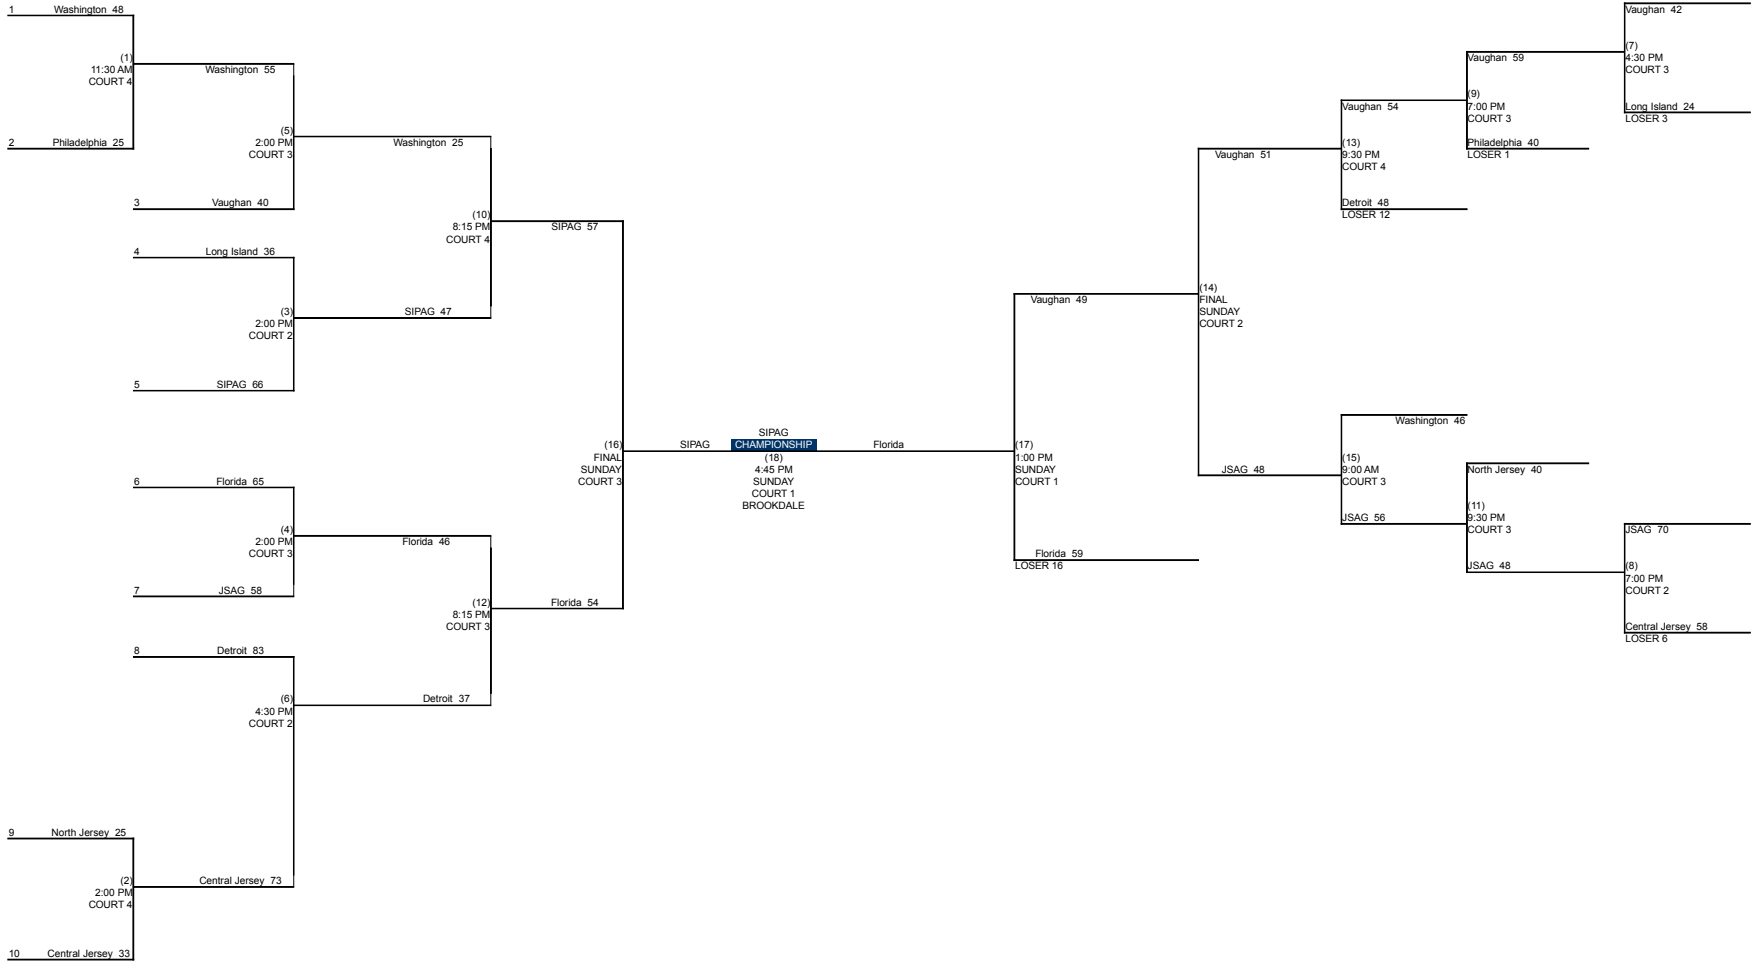 1 Washington 48
(1)
11:30 AM
COURT 4
2 Philadelphia 25
Washington 55
(5)
2:00 PM
COURT 3
3 Vaughan 40
Washington 25
4 Long Island 36
(3)
2:00 PM
COURT 2
5 SIPAG 66
SIPAG 47
(10)
8:15 PM
COURT 4
SIPAG 57
6 Florida 65
(4)
2:00 PM
COURT 3
7 JSAG 58
Florida 46
8 Detroit 83
(6)
4:30 PM
COURT 2
Detroit 37
(12)
8:15 PM
COURT 3
Florida 54
9 North Jersey 25
(2)
2:00 PM
COURT 4
10 Central Jersey 33
Central Jersey 73
(16)
FINAL
SUNDAY
COURT 3
SIPAG
SIPAG
CHAMPIONSHIP
(18)
4:45 PM
SUNDAY
COURT 1
BROOKDALE
Florida
(17)
1:00 PM
SUNDAY
COURT 1
Vaughan 49
Florida 59
LOSER 16
(14)
FINAL
SUNDAY
COURT 2
Vaughan 51
JSAG 48
(13)
9:30 PM
COURT 4
Vaughan 54
Detroit 48
LOSER 12
(9)
7:00 PM
COURT 3
Vaughan 59
Philadelphia 40
LOSER 1
Vaughan 42
(7)
4:30 PM
COURT 3
Long Island 24
LOSER 3
Washington 46
(15)
9:00 AM
COURT 3
JSAG 56
North Jersey 40
(11)
9:30 PM
COURT 3
JSAG 48
JSAG 70
(8)
7:00 PM
COURT 2
Central Jersey 58
LOSER 6